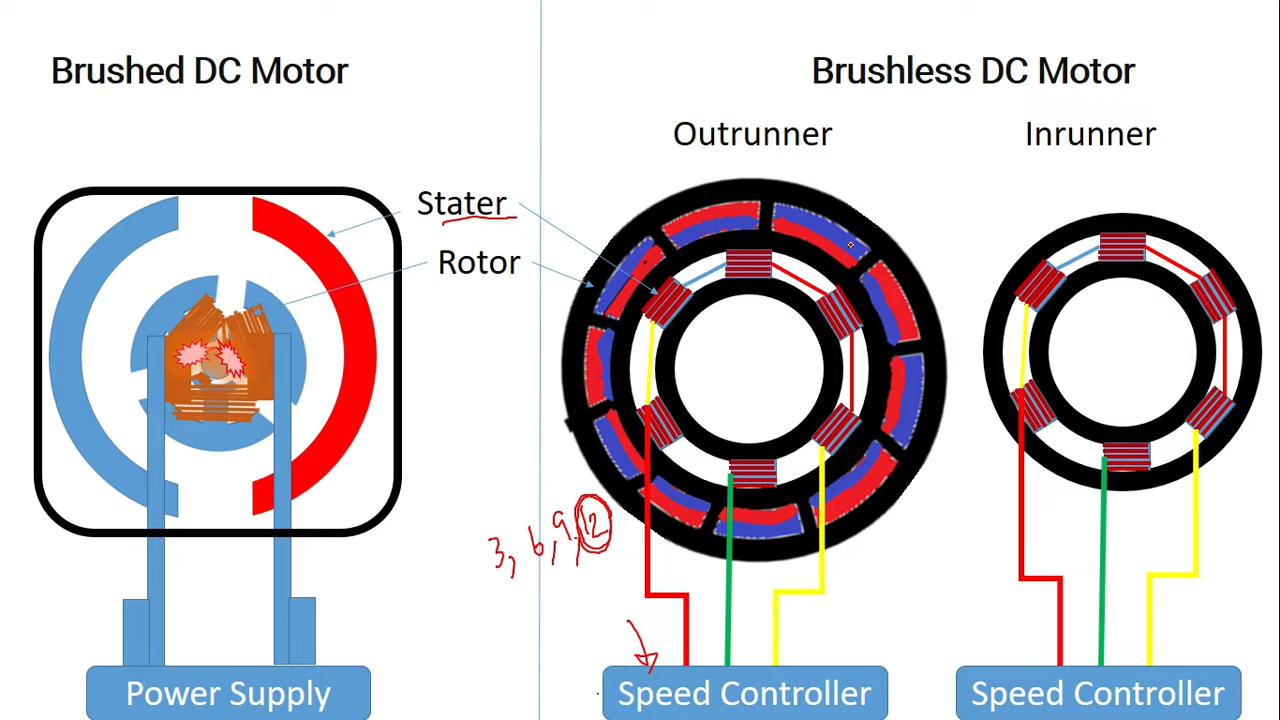 Brushed DC Motor
Brushless DC Motor
Outrunner
Inrunner
Stater
Rotor
3, 6, 9, 12
Power Supply
Speed Controller
Speed Controller